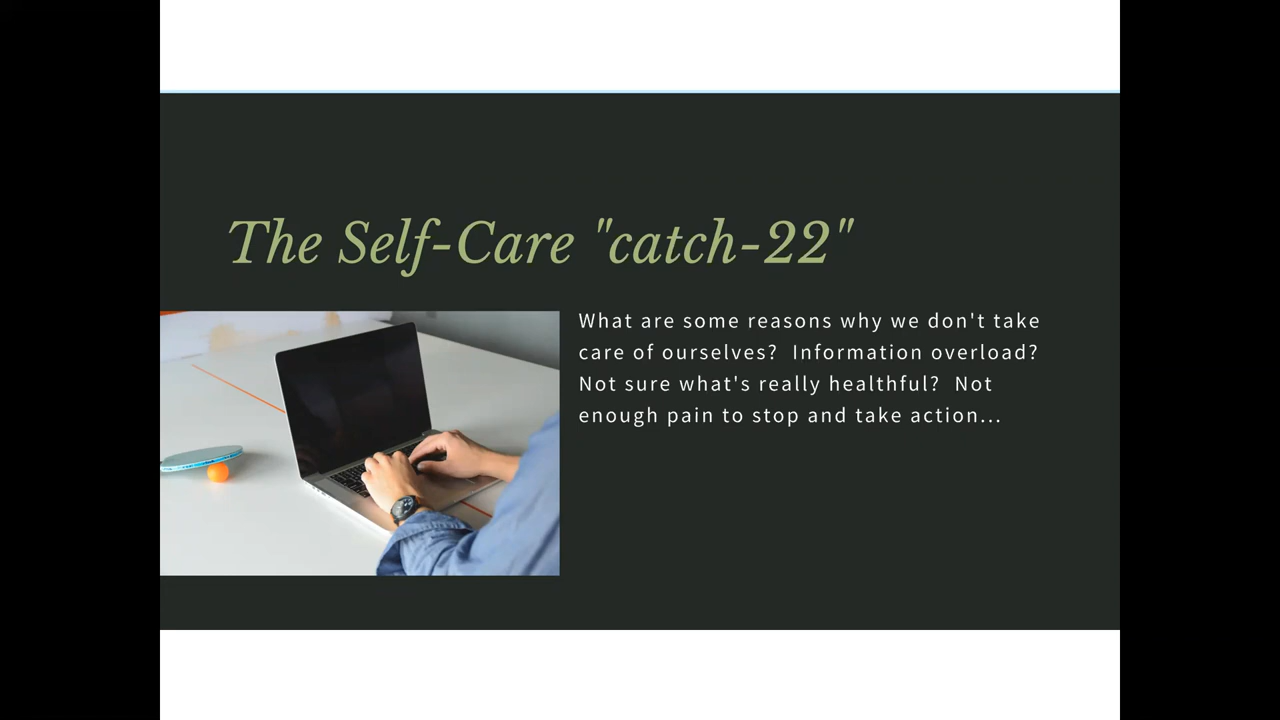 The Self-Care "catch-22"
What are some reasons why we don't take
care of ourselves?  Information overload?
Not sure what's really healthful?  Not
enough pain to stop and take action...